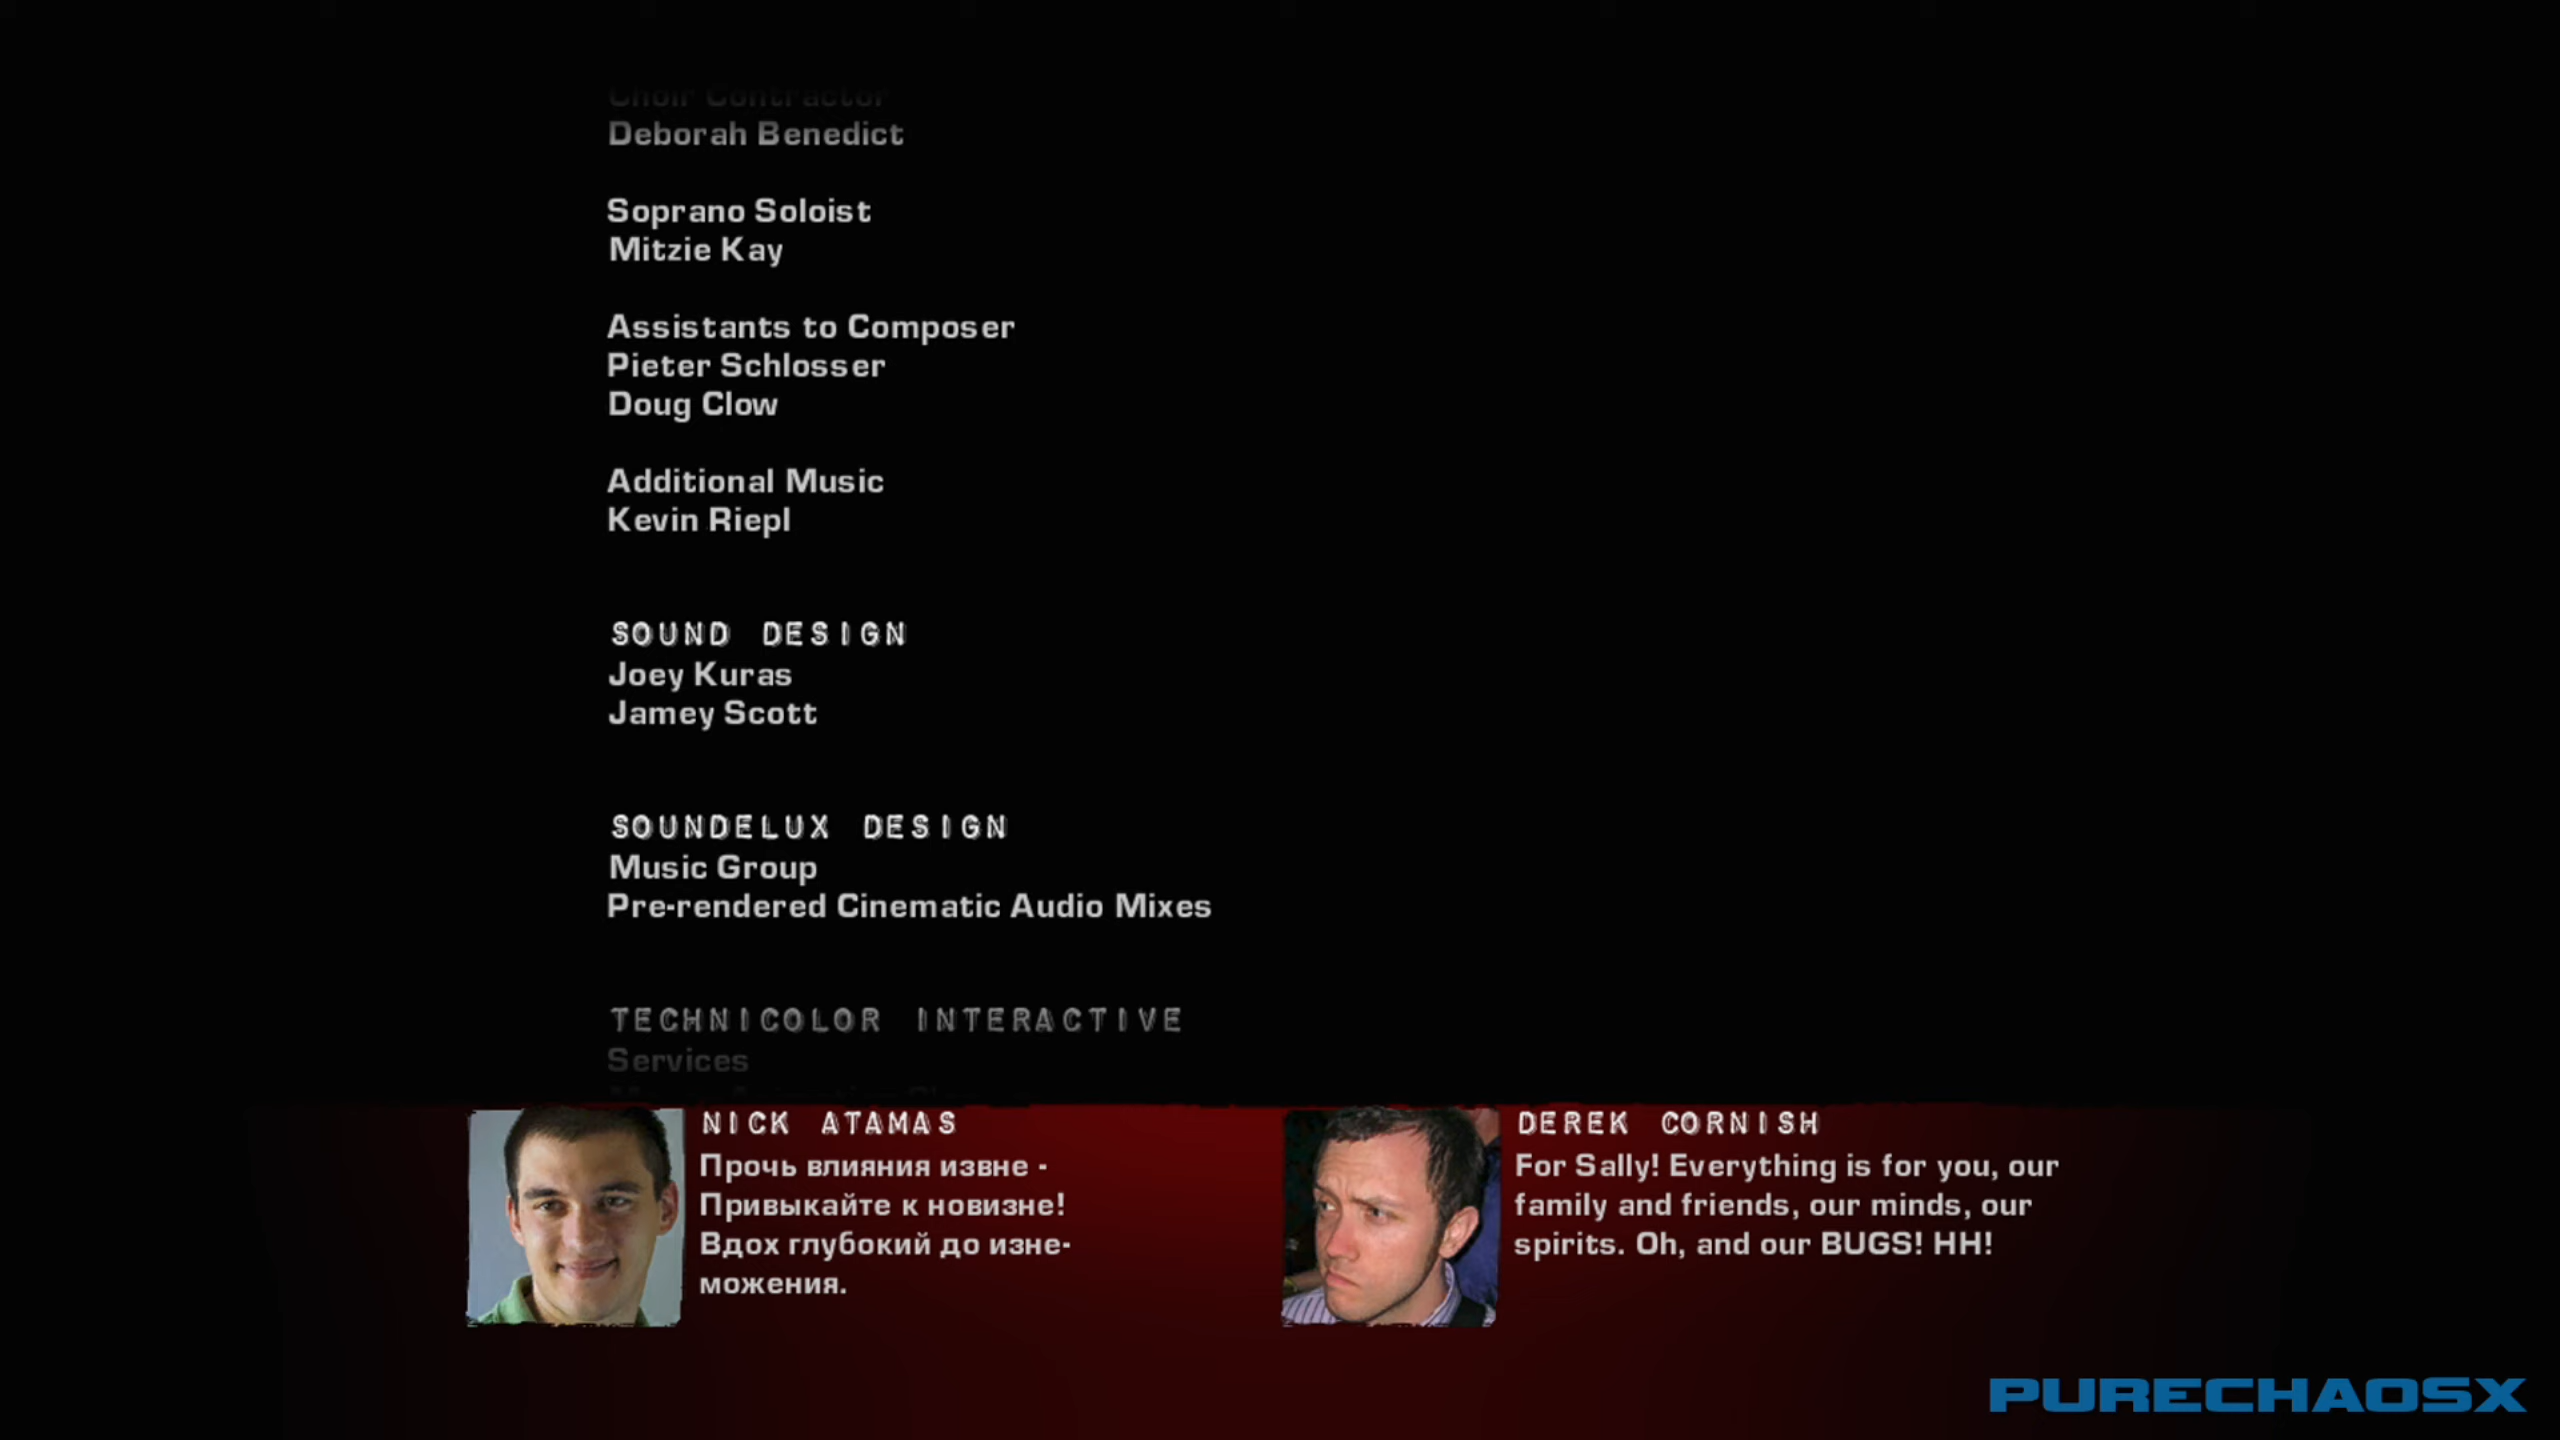 Choir Contractor
Deborah Benedict
Soprano Soloist
Mitzie Kay
Assistants to Composer
Pieter Schlosser
Doug Clow
Additional Music
Kevin Riepl
SOUND DESIGN
Joey Kuras
Jamey Scott
SOUNDELUX DESIGN
Music Group
Pre-rendered Cinematic Audio Mixes
TECHNICOLOR INTERACTIVE
Services
NICK ATAMAS
Прочь влияния извне -
Привыкайте к новизне!
Вдох глубокий до изне-
можения.
DEREK CORNISH
For Sally! Everything is for you, our
family and friends, our minds, our
spirits. Oh, and our BUGS! HH!
PURECHAOSX